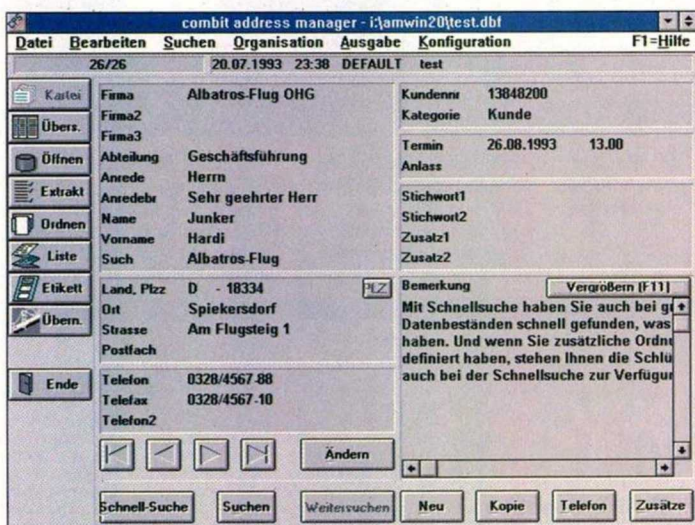 combit address manager - i:\amwin20\test.dbf
Datei Bearbeiten Suchen Organisation Ausgabe Konfiguration F1=Hilfe
26/26 20.07.1993 23:38 DEFAULT test
Kartei
Übers.
Öffnen
Extrakt
Ordnen
Liste
Etikett
Übern.
Ende
Firma Albatros-Flug OHG
Firma2
Firma3
Abteilung Geschäftsführung
Anrede Herrn
Anredebr Sehr geehrter Herr
Name Junker
Vorname Hardi
Such Albatros-Flug
Land, Plzz D - 18334 PLZ
Ort Spiekersdorf
Strasse Am Flugsteig 1
Postfach
Telefon 0328/4567-88
Telefax 0328/4567-10
Telefon2
Ändern
Kundennr 13848200
Kategorie Kunde
Termin 26.08.1993 13.00
Anlass
Stichwort1
Stichwort2
Zusatz1
Zusatz2
Bemerkung Vergrößern (F11)
Mit Schnellsuche haben Sie auch bei g
Datenbeständen schnell gefunden, was
haben. Und wenn Sie zusätzliche Ordn
definiert haben, stehen Ihnen die Schlü
auch bei der Schnellsuche zur Verfügu
Schnell-Suche Suchen Weitersuchen Neu Kopie Telefon Zusätze